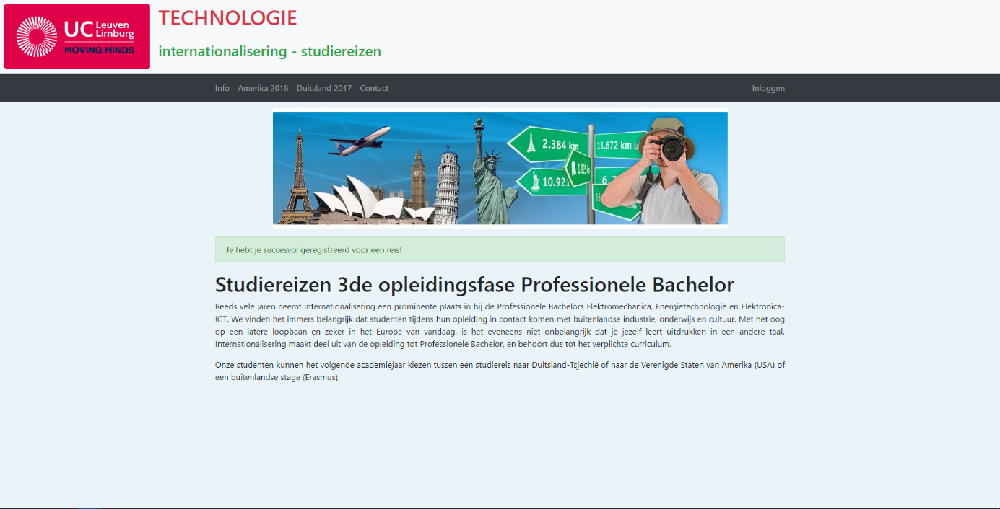 UC Leuven
Limburg
MOVING MINDS
TECHNOLOGIE
internationalisering - studiereizen
Info Amerika 2018 Duitsland 2017 Contact Inloggen
2.384 km
11.672 km
10.921
Je hebt je succesvol geregistreerd voor een reis!
Studiereizen 3de opleidingsfase Professionele Bachelor
Reeds vele jaren neemt internationalisering een prominente plaats in bij de Professionele Bachelors Elektromechanica, Energietechnologie en Elektronica-
ICT. We vinden het immers belangrijk dat studenten tijdens hun opleiding in contact komen met buitenlandse industrie, onderwijs en cultuur. Met het oog
op een latere loopbaan en zeker in het Europa van vandaag, is het eveneens niet onbelangrijk dat je jezelf leert uitdrukken in een andere taal.
Internationalisering maakt deel uit van de opleiding tot Professionele Bachelor, en behoort dus tot het verplichte curriculum.
Onze studenten kunnen het volgende academiejaar kiezen tussen een studiereis naar Duitsland-Tsjechië of naar de Verenigde Staten van Amerika (USA) of
een buitenlandse stage (Erasmus).